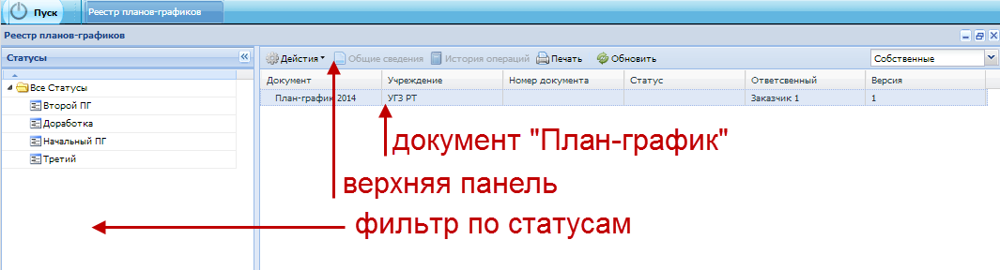 Пуск Реестр планов-графиков
Реестр планов-графиков
Статусы
Действия Общие сведения История операций Печать Обновить Собственные
Документ Учреждение Номер документа Статус Ответсвенный Версия
План-график 2014 УГЗ РТ Заказчик 1 1
Все Статусы
Второй ПГ
Доработка
Начальный ПГ
Третий
документ "План-график"
верхняя панель
фильтр по статусам